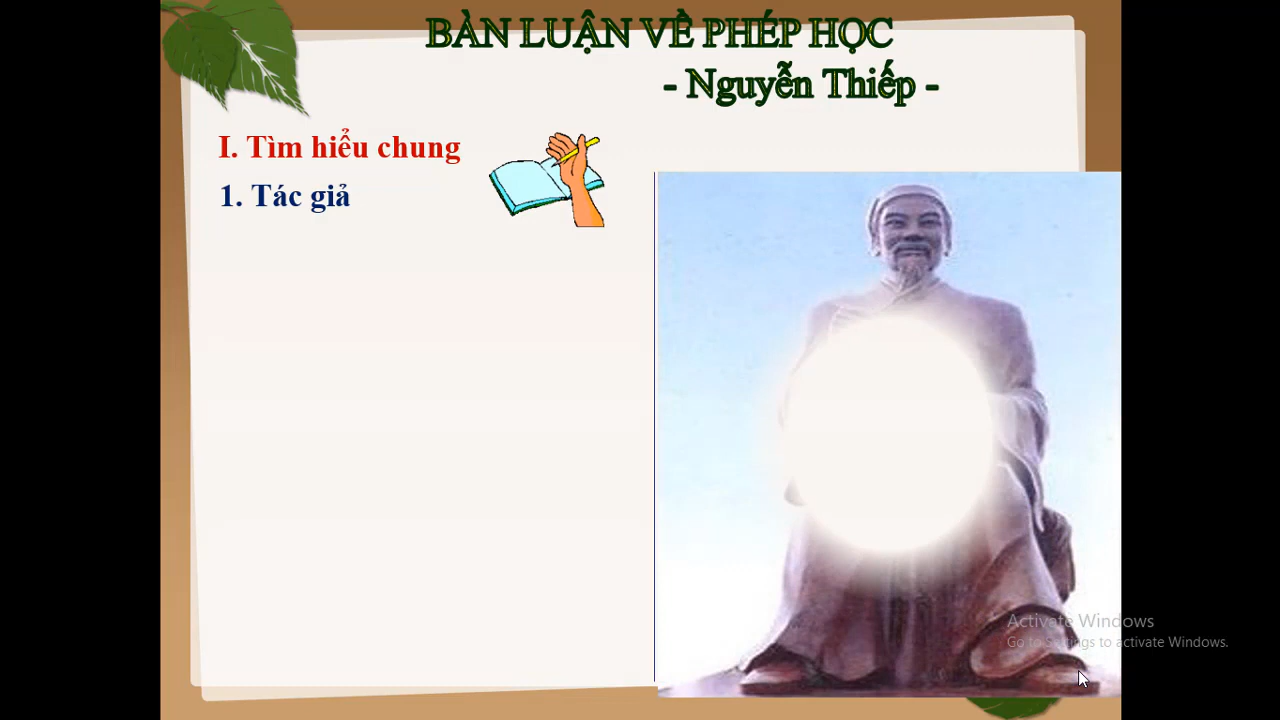 BÀN LUẬN VỀ PHÉP HỌC
- Nguyễn Thiếp -
I. Tìm hiểu chung
1. Tác giả
Activate Windows
Go to Settings to activate Windows.